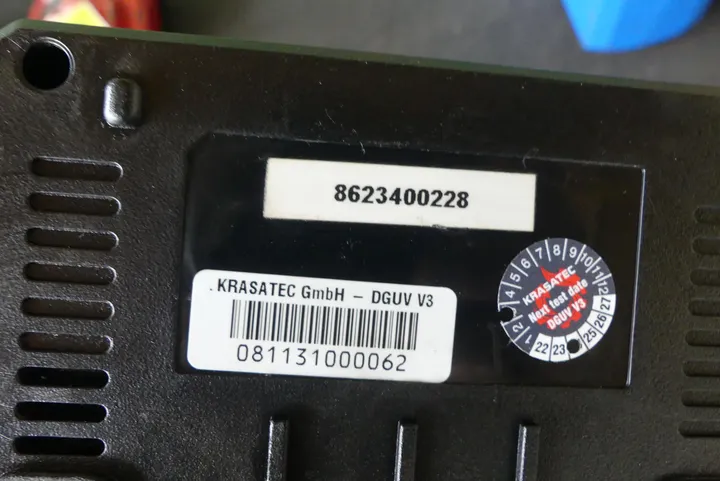 8623400228
. KRASATEC GmbH – DGUV V3
081131000062
1 2 4 5 6 7 8 9 10 11 12
KRASATEC
Next test date
DGUV V3
22 23 25 26 27